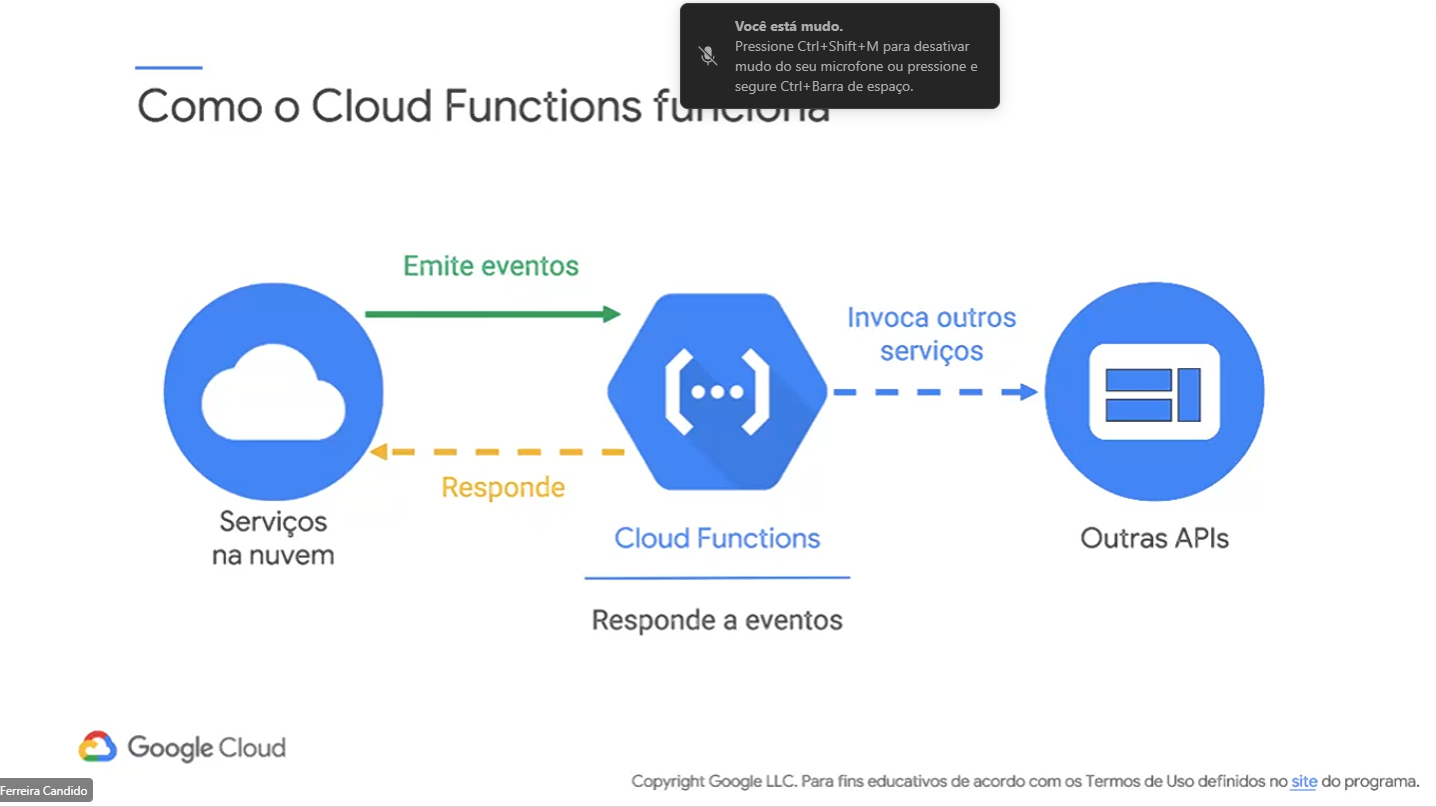 Você está mudo.
Pressione Ctrl+Shift+M para desativar
mudo do seu microfone ou pressione e
segure Ctrl+Barra de espaço.
Como o Cloud Functions funciona
Emite eventos
Invoca outros
serviços
Responde
Serviços
na nuvem
Cloud Functions
Outras APIs
Responde a eventos
Google Cloud
Ferreira Candido
Copyright Google LLC. Para fins educativos de acordo com os Termos de Uso definidos no site do programa.